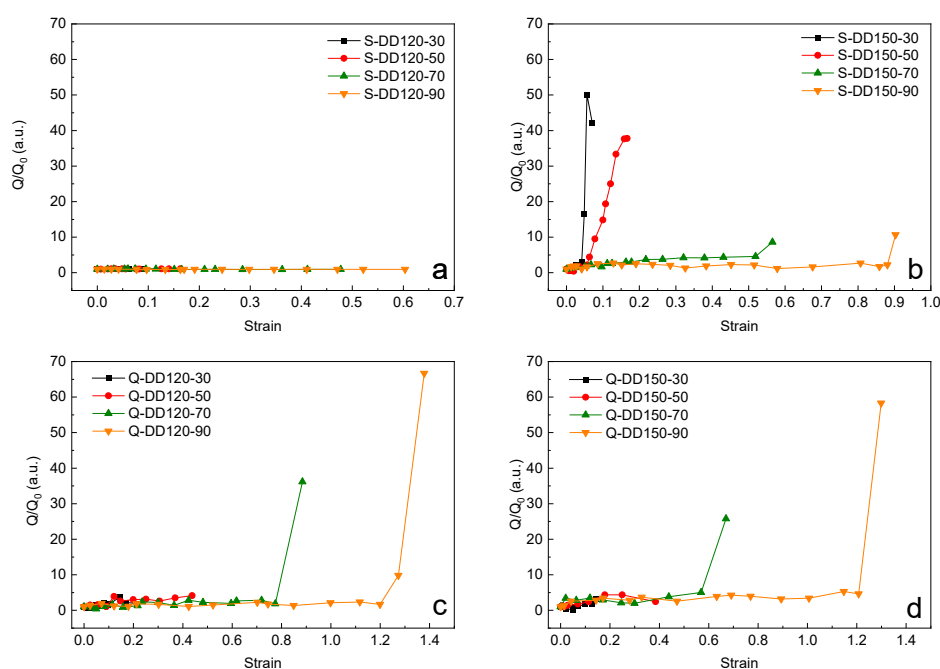 70
60
50
40
30
20
10
0
Q/Q0 (a.u.)
S-DD120-30
S-DD120-50
S-DD120-70
S-DD120-90
a
0.0 0.1 0.2 0.3 0.4 0.5 0.6 0.7
Strain
70
60
50
40
30
20
10
0
Q/Q0 (a.u.)
S-DD150-30
S-DD150-50
S-DD150-70
S-DD150-90
b
0.0 0.1 0.2 0.3 0.4 0.5 0.6 0.7 0.8 0.9 1.0
Strain
70
60
50
40
30
20
10
0
Q/Q0 (a.u.)
Q-DD120-30
Q-DD120-50
Q-DD120-70
Q-DD120-90
c
0.0 0.2 0.4 0.6 0.8 1.0 1.2 1.4
Strain
70
60
50
40
30
20
10
0
Q/Q0 (a.u.)
Q-DD150-30
Q-DD150-50
Q-DD150-70
Q-DD150-90
d
0.0 0.2 0.4 0.6 0.8 1.0 1.2 1.4
Strain